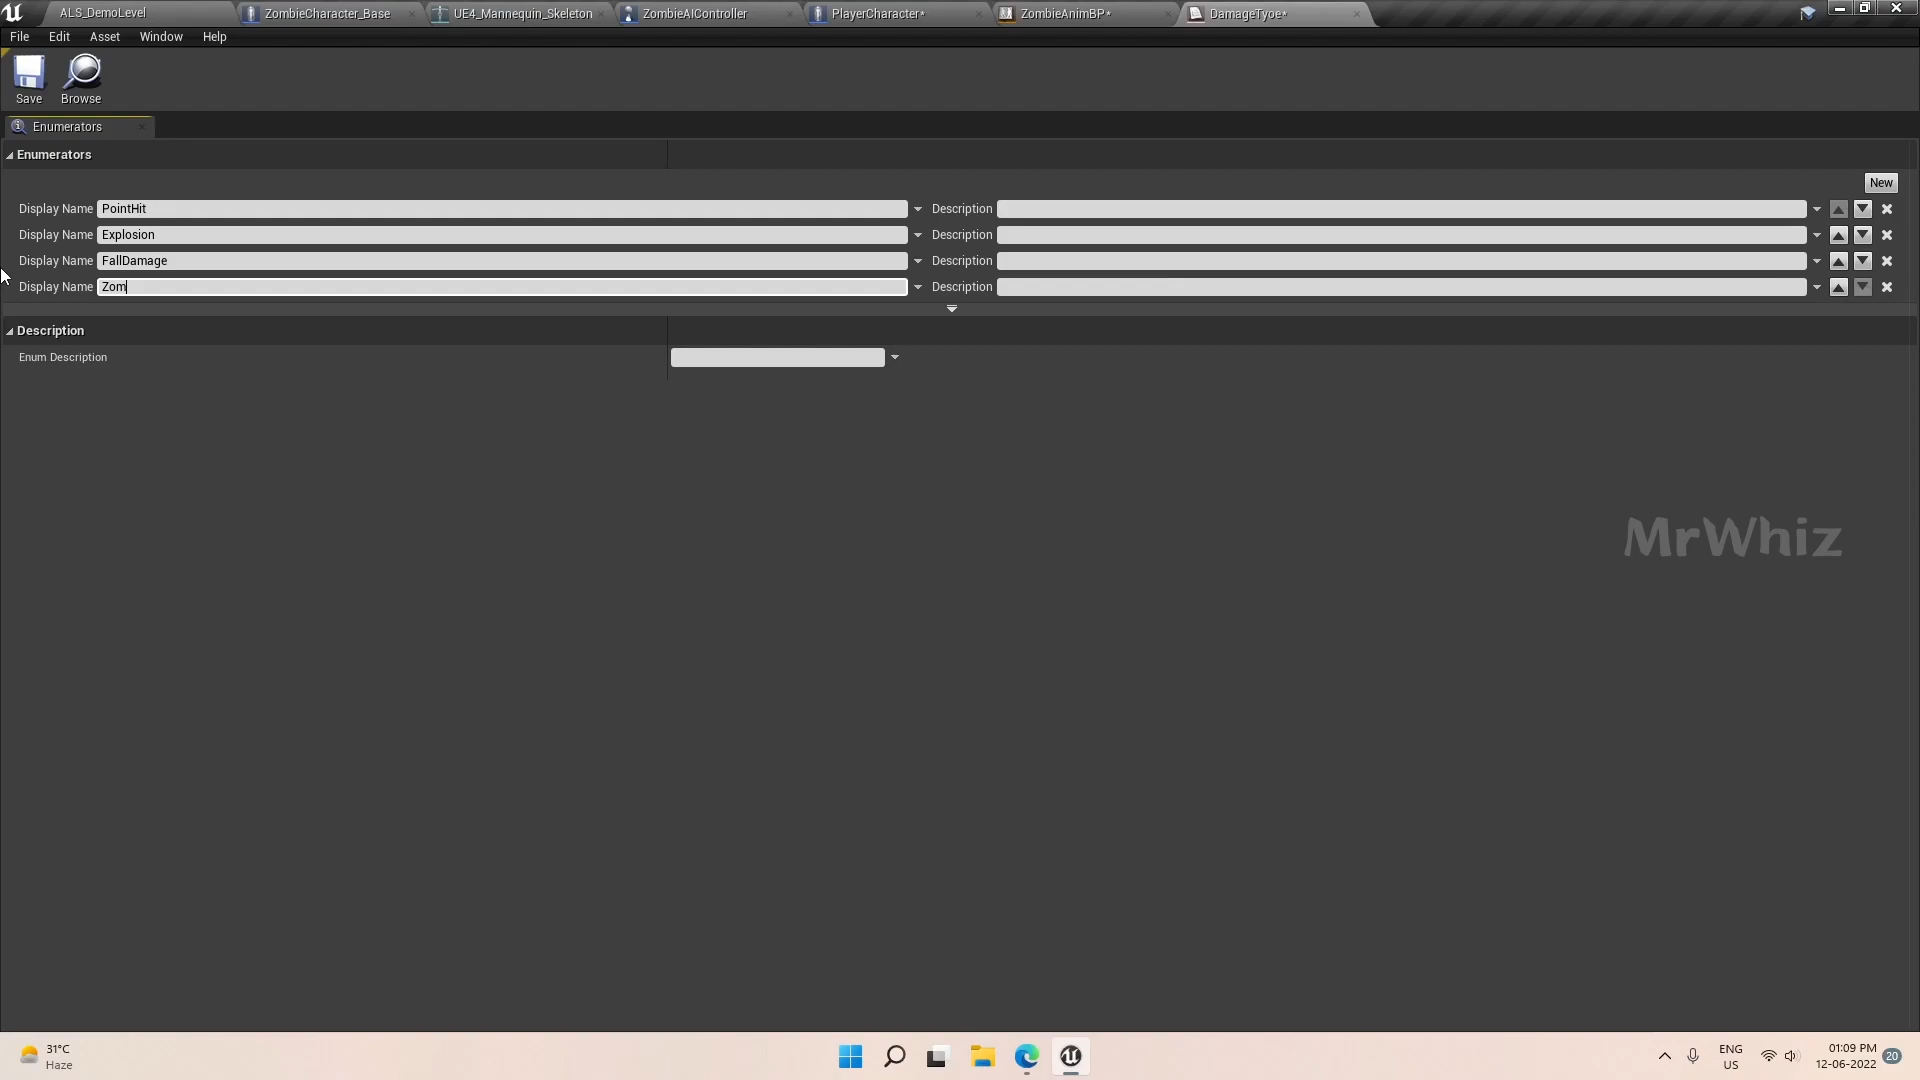 ALS_DemoLevel
ZombieCharacter_Base
UE4_Mannequin_Skeleton
ZombieAIController
PlayerCharacter*
ZombieAnimBP*
DamageTyoe*
File Edit Asset Window Help
Save Browse
Enumerators
Enumerators
New
Display Name PointHit Description
Display Name Explosion Description
Display Name FallDamage Description
Display Name Zom Description
Description
Enum Description
MrWhiz
31°C
Haze
ENG
US
01:09 PM
12-06-2022
20